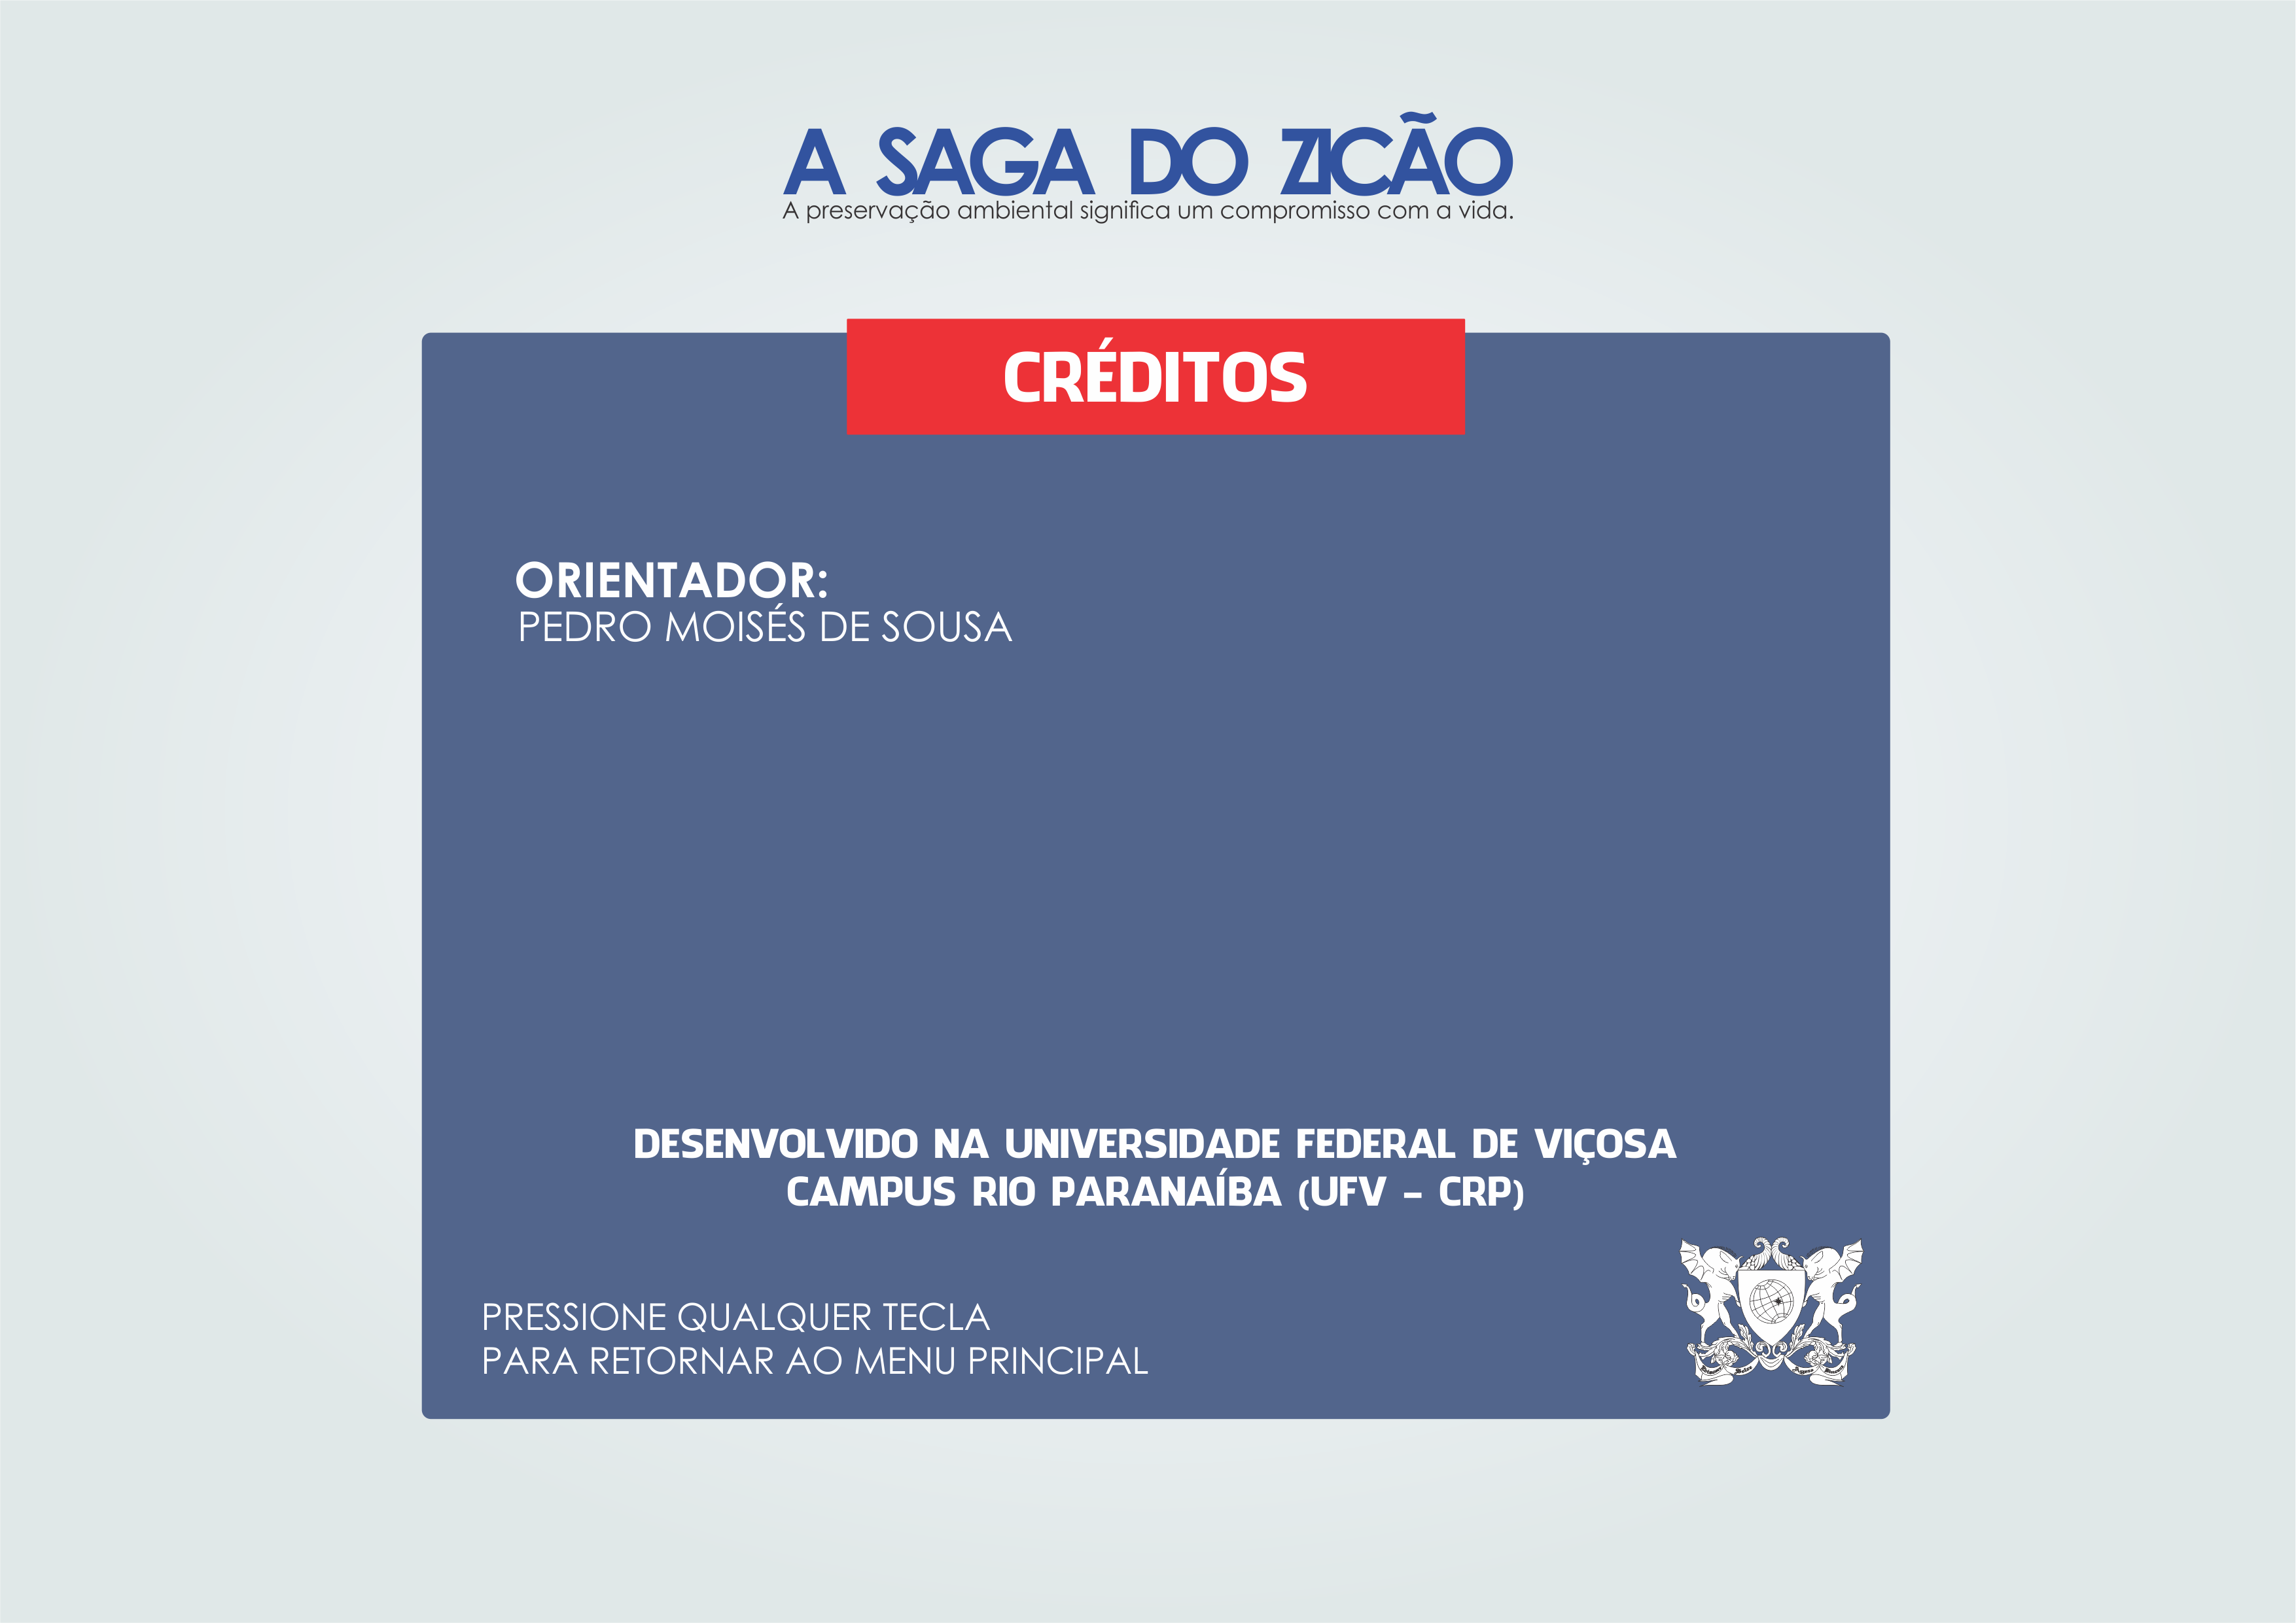 A SAGA DO ZICÃO
A preservação ambiental significa um compromisso com a vida.
CRÉDITOS
ORIENTADOR:
PEDRO MOISÉS DE SOUSA
DESENVOLVIDO NA UNIVERSIDADE FEDERAL DE VIÇOSA
CAMPUS RIO PARANAÍBA (UFV - CRP)
PRESSIONE QUALQUER TECLA
PARA RETORNAR AO MENU PRINCIPAL